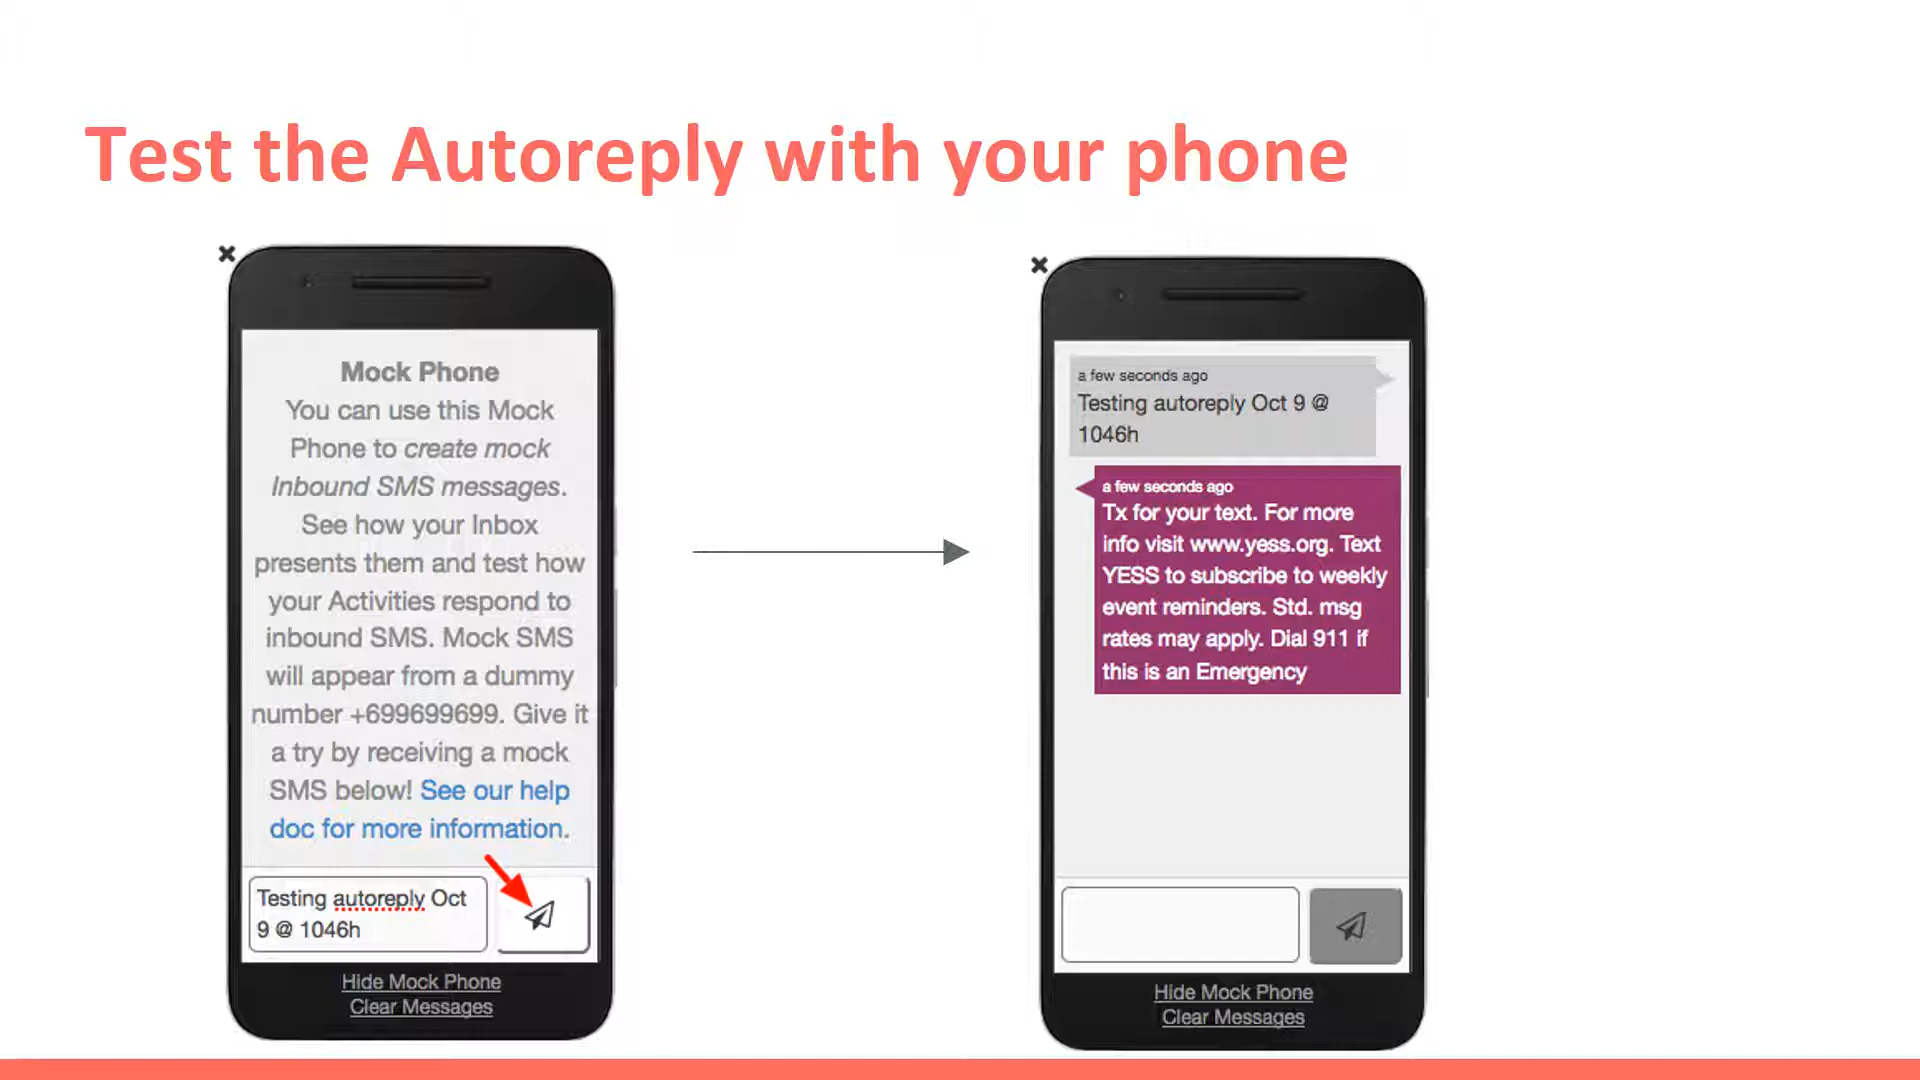 Test the Autoreply with your phone
Mock Phone
You can use this Mock
Phone to create mock
Inbound SMS messages.
See how your Inbox
presents them and test how
your Activities respond to
inbound SMS. Mock SMS
will appear from a dummy
number +699699699. Give it
a try by receiving a mock
SMS below! See our help
doc for more information.
Testing autoreply Oct
9 @ 1046h
Hide Mock Phone
Clear Messages
a few seconds ago
Testing autoreply Oct 9 @
1046h
a few seconds ago
Tx for your text. For more
info visit www.yess.org. Text
YESS to subscribe to weekly
event reminders. Std. msg
rates may apply. Dial 911 if
this is an Emergency
Hide Mock Phone
Clear Messages